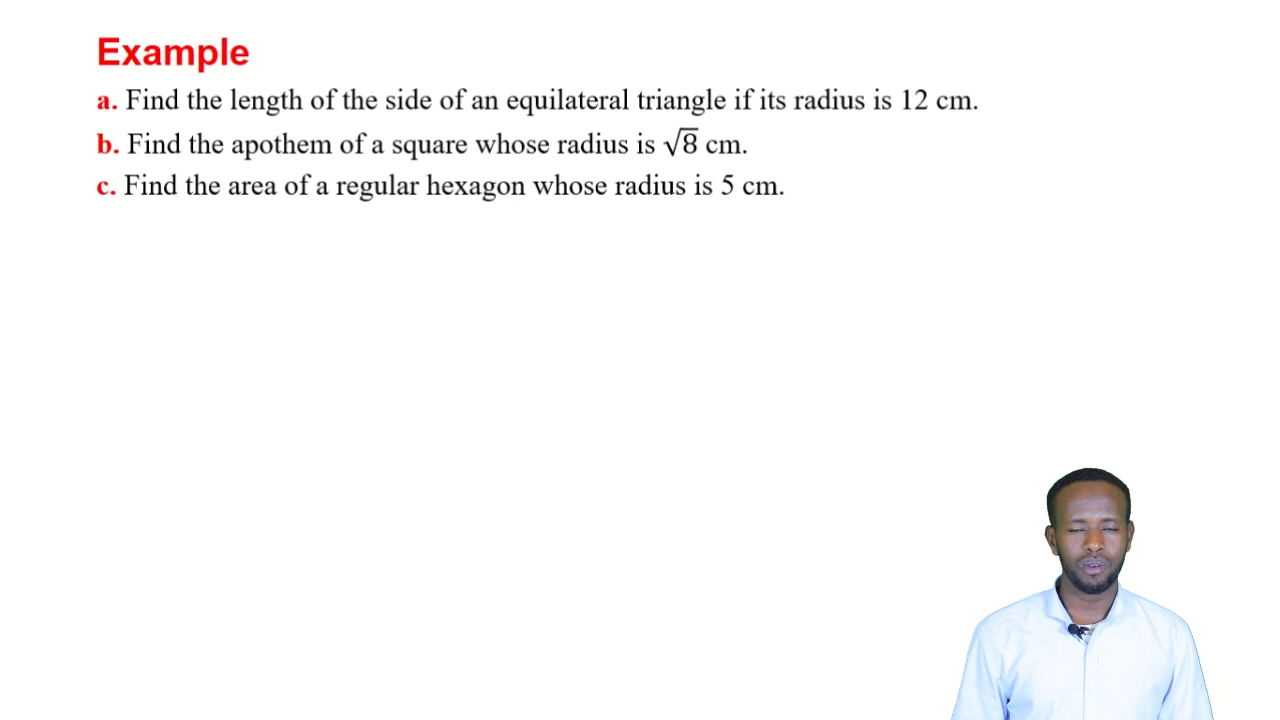 Example
a. Find the length of the side of an equilateral triangle if its radius is 12 cm.
b. Find the apothem of a square whose radius is √8 cm.
c. Find the area of a regular hexagon whose radius is 5 cm.